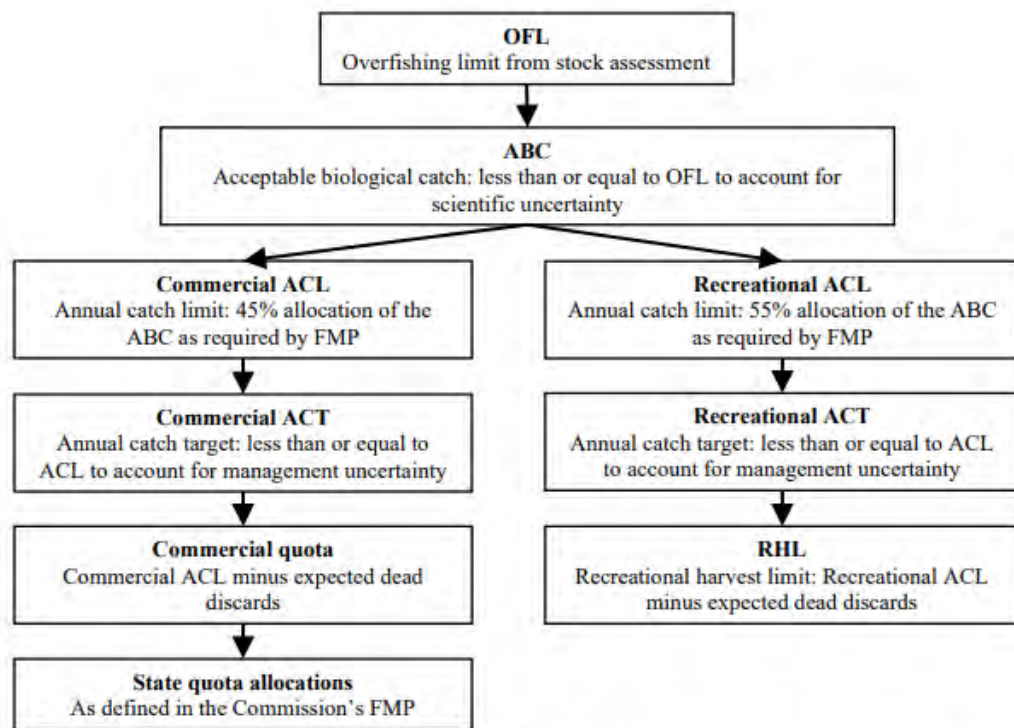 OFL
Overfishing limit from stock assessment
ABC
Acceptable biological catch: less than or equal to OFL to account for
scientific uncertainty
Commercial ACL
Annual catch limit: 45% allocation of the
ABC as required by FMP
Recreational ACL
Annual catch limit: 55% allocation of the ABC
as required by FMP
Commercial ACT
Annual catch target: less than or equal to
ACL to account for management uncertainty
Recreational ACT
Annual catch target: less than or equal to ACL
to account for management uncertainty
Commercial quota
Commercial ACL minus expected dead
discards
RHL
Recreational harvest limit: Recreational ACL
minus expected dead discards
State quota allocations
As defined in the Commission`s FMP